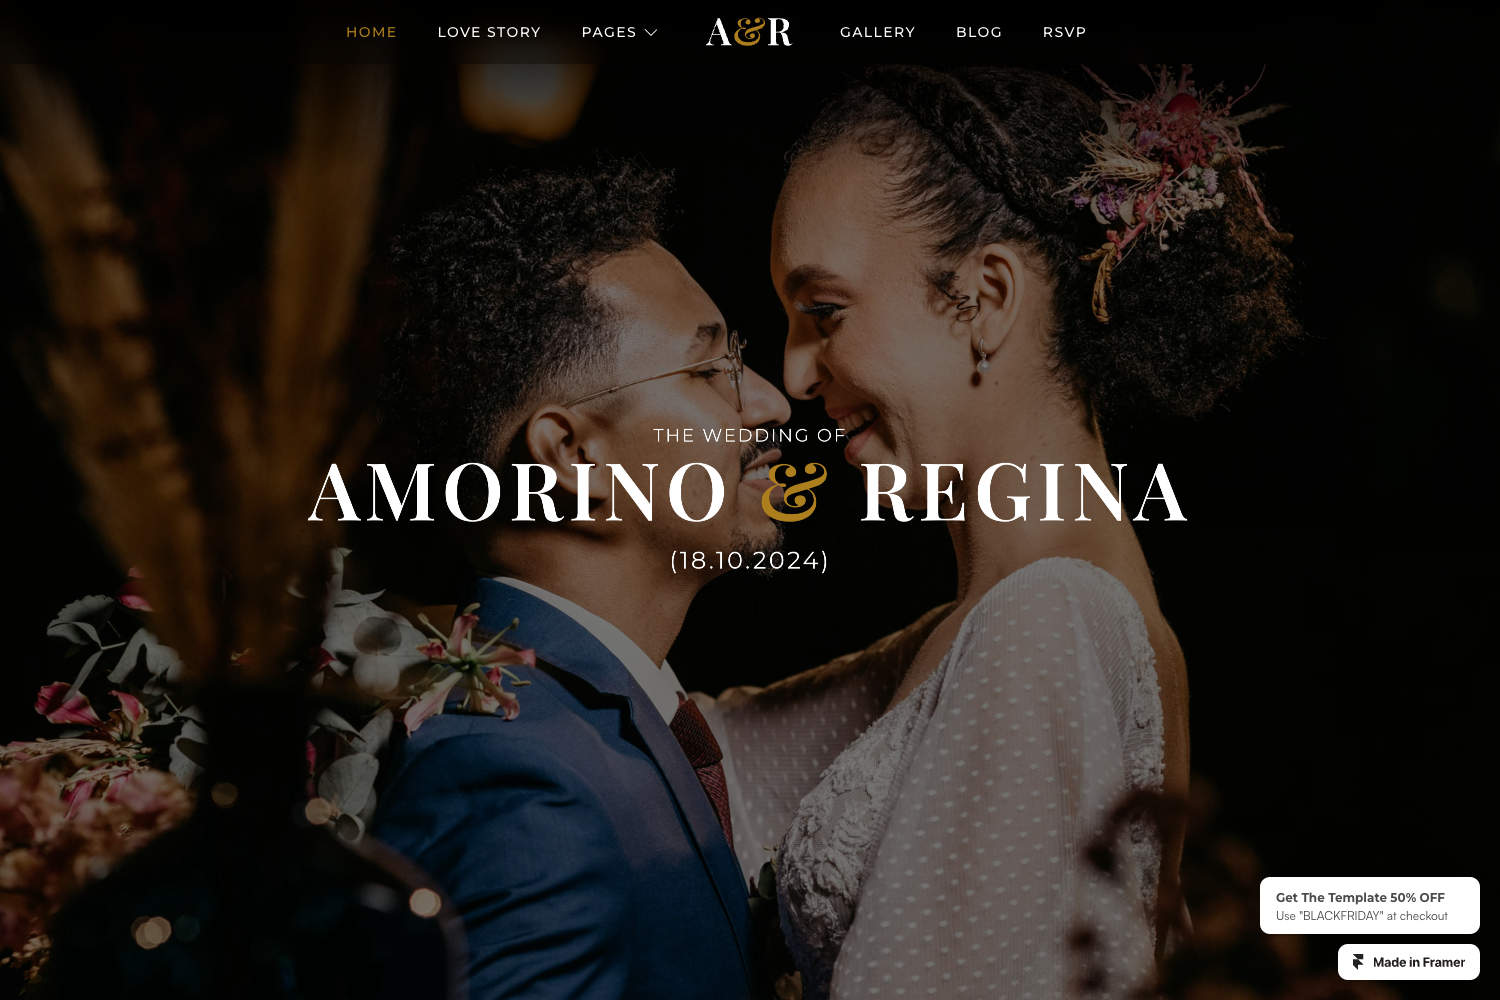 HOME LOVE STORY PAGES A&R GALLERY BLOG RSVP
THE WEDDING OF
AMORINO & REGINA
(18.10.2024)
Get The Template 50% OFF
Use "BLACKFRIDAY" at checkout
Made in Framer